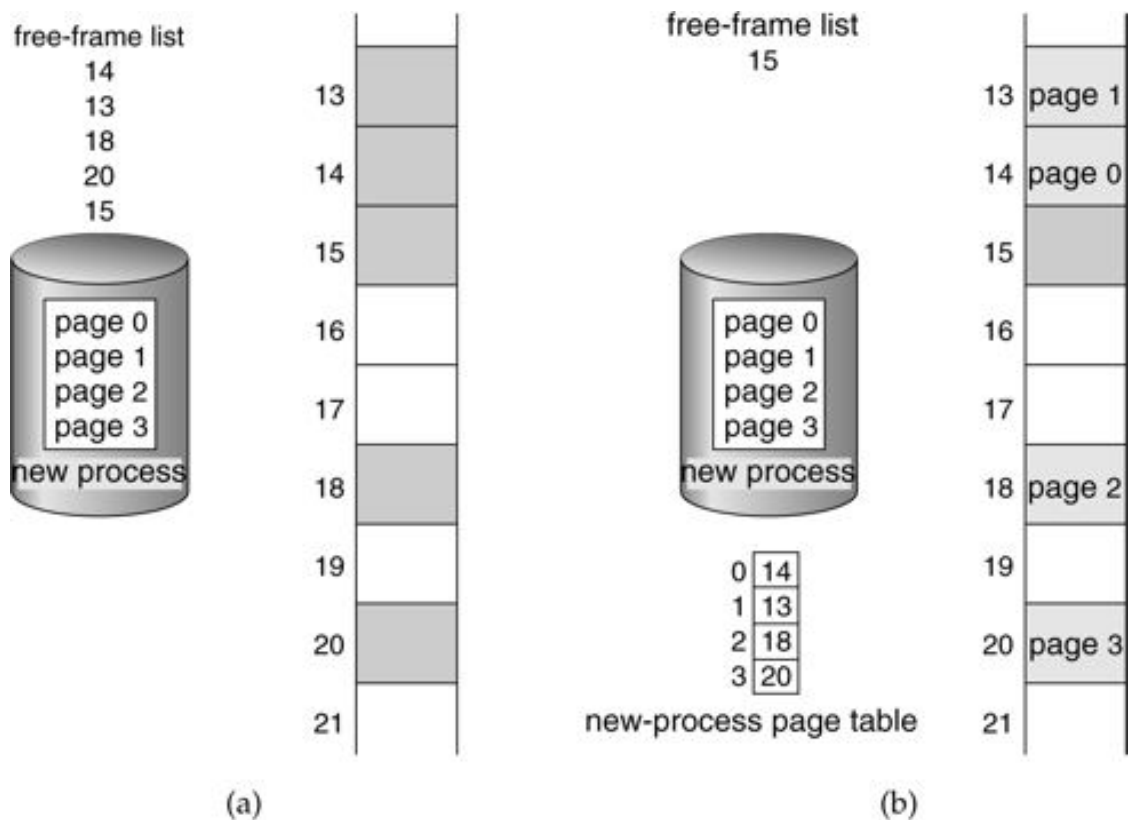 free-frame list
14
13
18
20
15
page 0
page 1
page 2
page 3
new process
13
14
15
16
17
18
19
20
21
(a)
free-frame list
15
page 0
page 1
page 2
page 3
new process
0 14
1 13
2 18
3 20
new-process page table
13 page 1
14 page 0
15
16
17
18 page 2
19
20 page 3
21
(b)